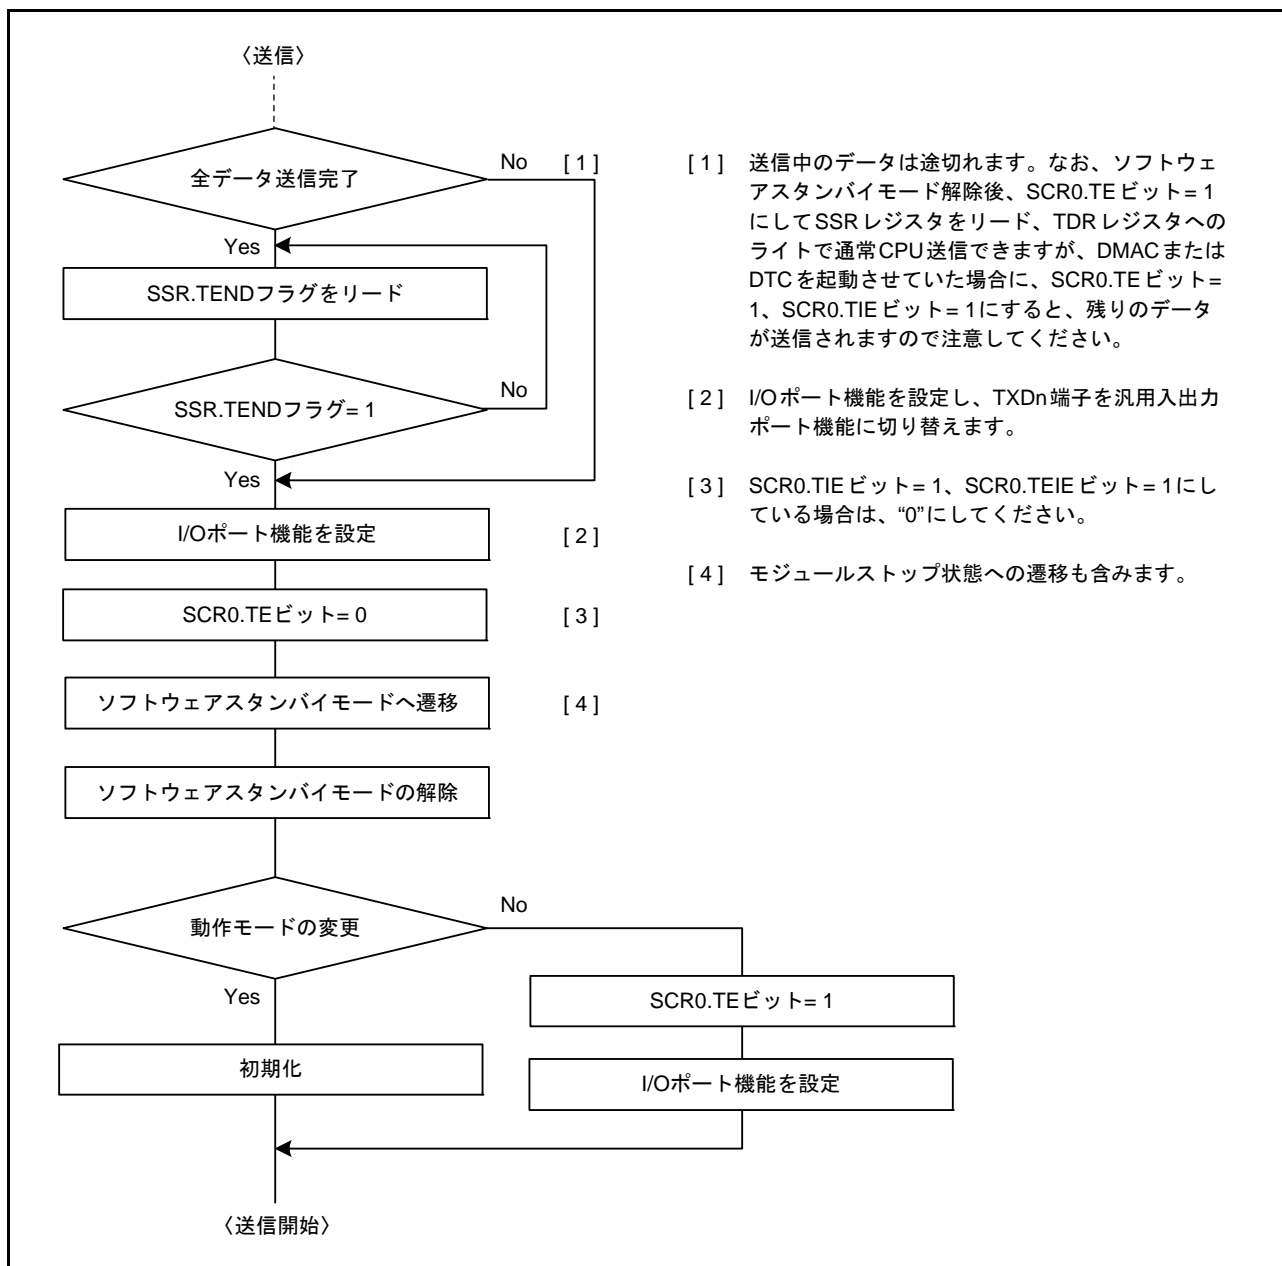 〈送信〉
全データ送信完了
No [ 1 ]
Yes
SSR.TENDフラグをリード
SSR.TENDフラグ= 1
No
Yes
I/Oポート機能を設定
[ 2 ]
SCR0.TEビット= 0
[ 3 ]
ソフトウェアスタンバイモードへ遷移
[ 4 ]
ソフトウェアスタンバイモードの解除
動作モードの変更
No
Yes
SCR0.TEビット= 1
初期化
I/Oポート機能を設定
〈送信開始〉
[ 1 ] 送信中のデータは途切れます。なお、ソフトウェ
アスタンバイモード解除後、SCR0.TEビット= 1
にしてSSRレジスタをリード、TDRレジスタへの
ライトで通常CPU送信できますが、DMACまたは
DTCを起動させていた場合に、SCR0.TEビット=
1、SCR0.TIEビット= 1にすると、残りのデータ
が送信されますので注意してください。
[ 2 ] I/Oポート機能を設定し、TXDn端子を汎用入出力
ポート機能に切り替えます。
[ 3 ] SCR0.TIEビット= 1、SCR0.TEIEビット= 1にし
ている場合は、“0”にしてください。
[ 4 ] モジュールストップ状態への遷移も含みます。